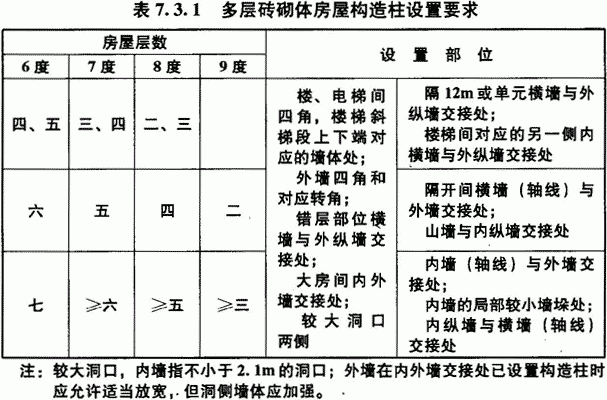 表 7.3.1 多层砖砌体房屋构造柱设置要求
房屋层数
设置部位
6度 7度 8度 9度
四、五 三、四 二、三
楼、电梯间
四角，楼梯斜
梯段上下端对
应的墙体处；
外墙四角和
对应转角；
错层部位横
墙与外纵墙交
接处；
大房间内外
墙交接处；
较大洞口
两侧
隔12m或单元横墙与外
纵墙交接处；
楼梯间对应的另一侧内
横墙与外纵墙交接处
六 五 四 二
隔开间横墙（轴线）与
外墙交接处；
山墙与内纵墙交接处
七 ≥六 ≥五 ≥三
内墙（轴线）与外墙交
接处；
内墙的局部较小墙垛处；
内纵墙与横墙（轴线）
交接处
注：较大洞口，内墙指不小于2.1m的洞口；外墙在内外墙交接处已设置构造柱时
应允许适当放宽，但洞侧墙体应加强。